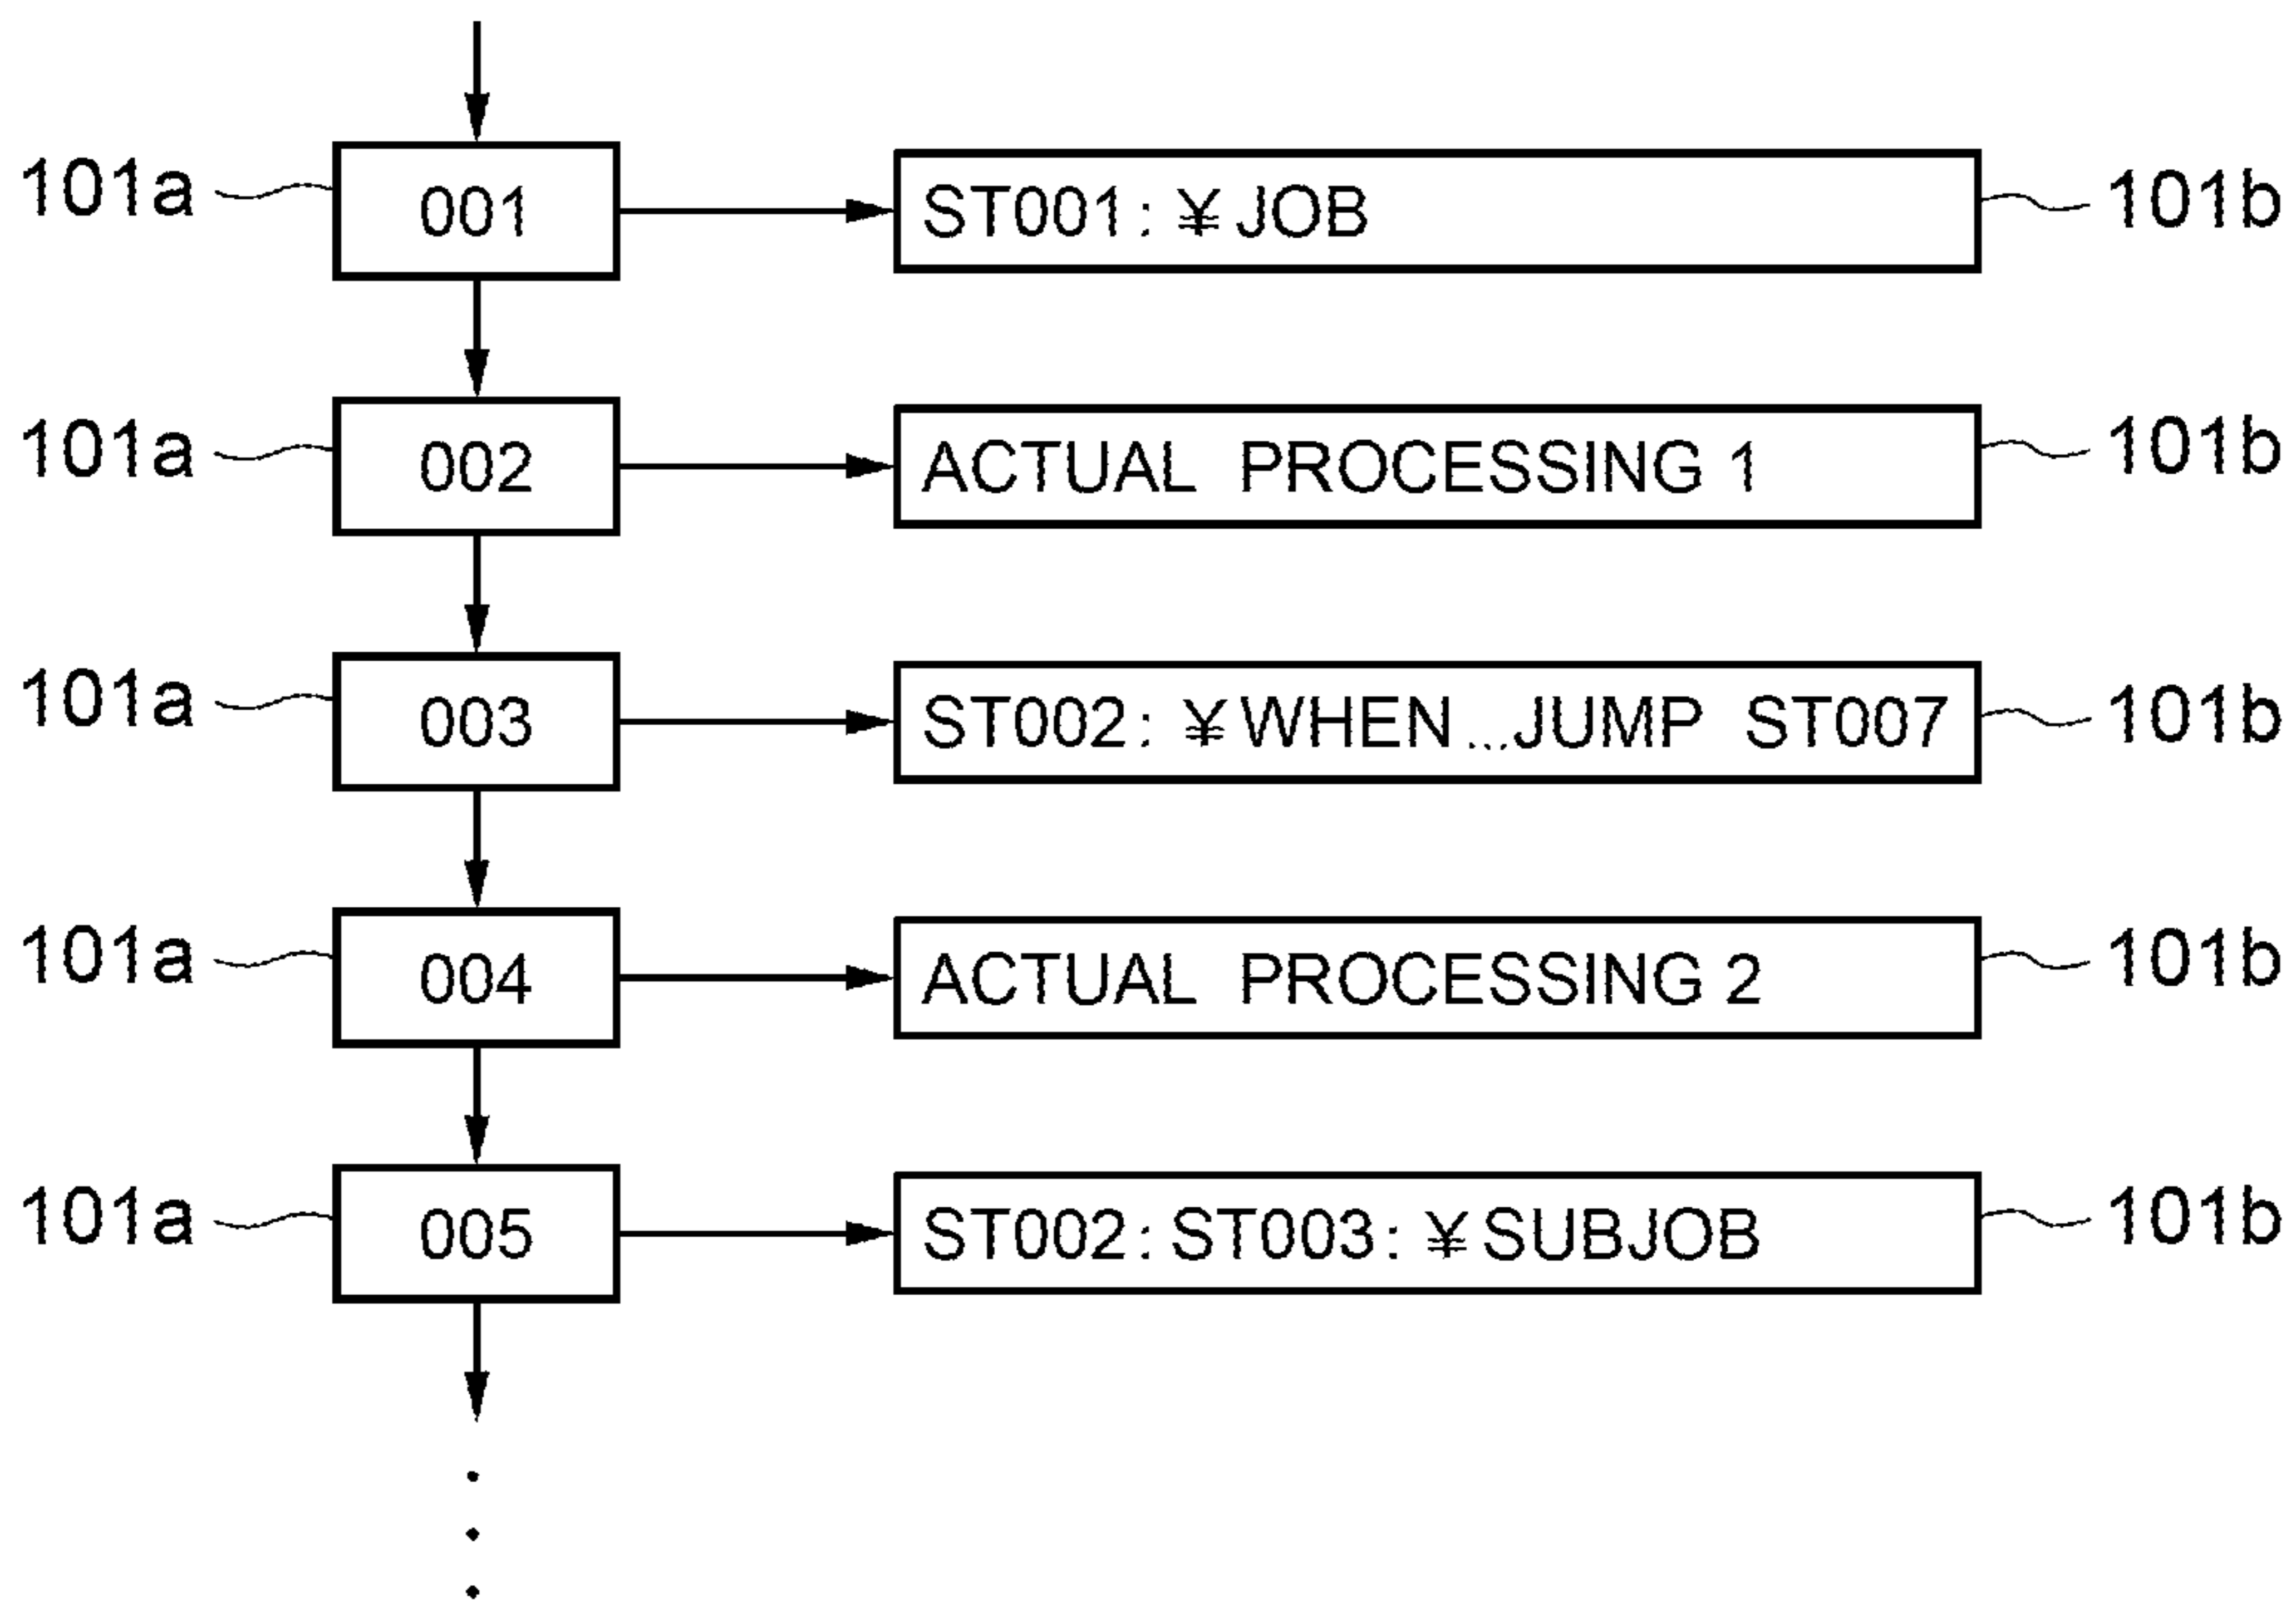 101a 001 ST001: ¥ JOB 101b
101a 002 ACTUAL PROCESSING 1 101b
101a 003 ST002: ¥ WHEN...JUMP ST007 101b
101a 004 ACTUAL PROCESSING 2 101b
101a 005 ST002: ST003: ¥ SUBJOB 101b